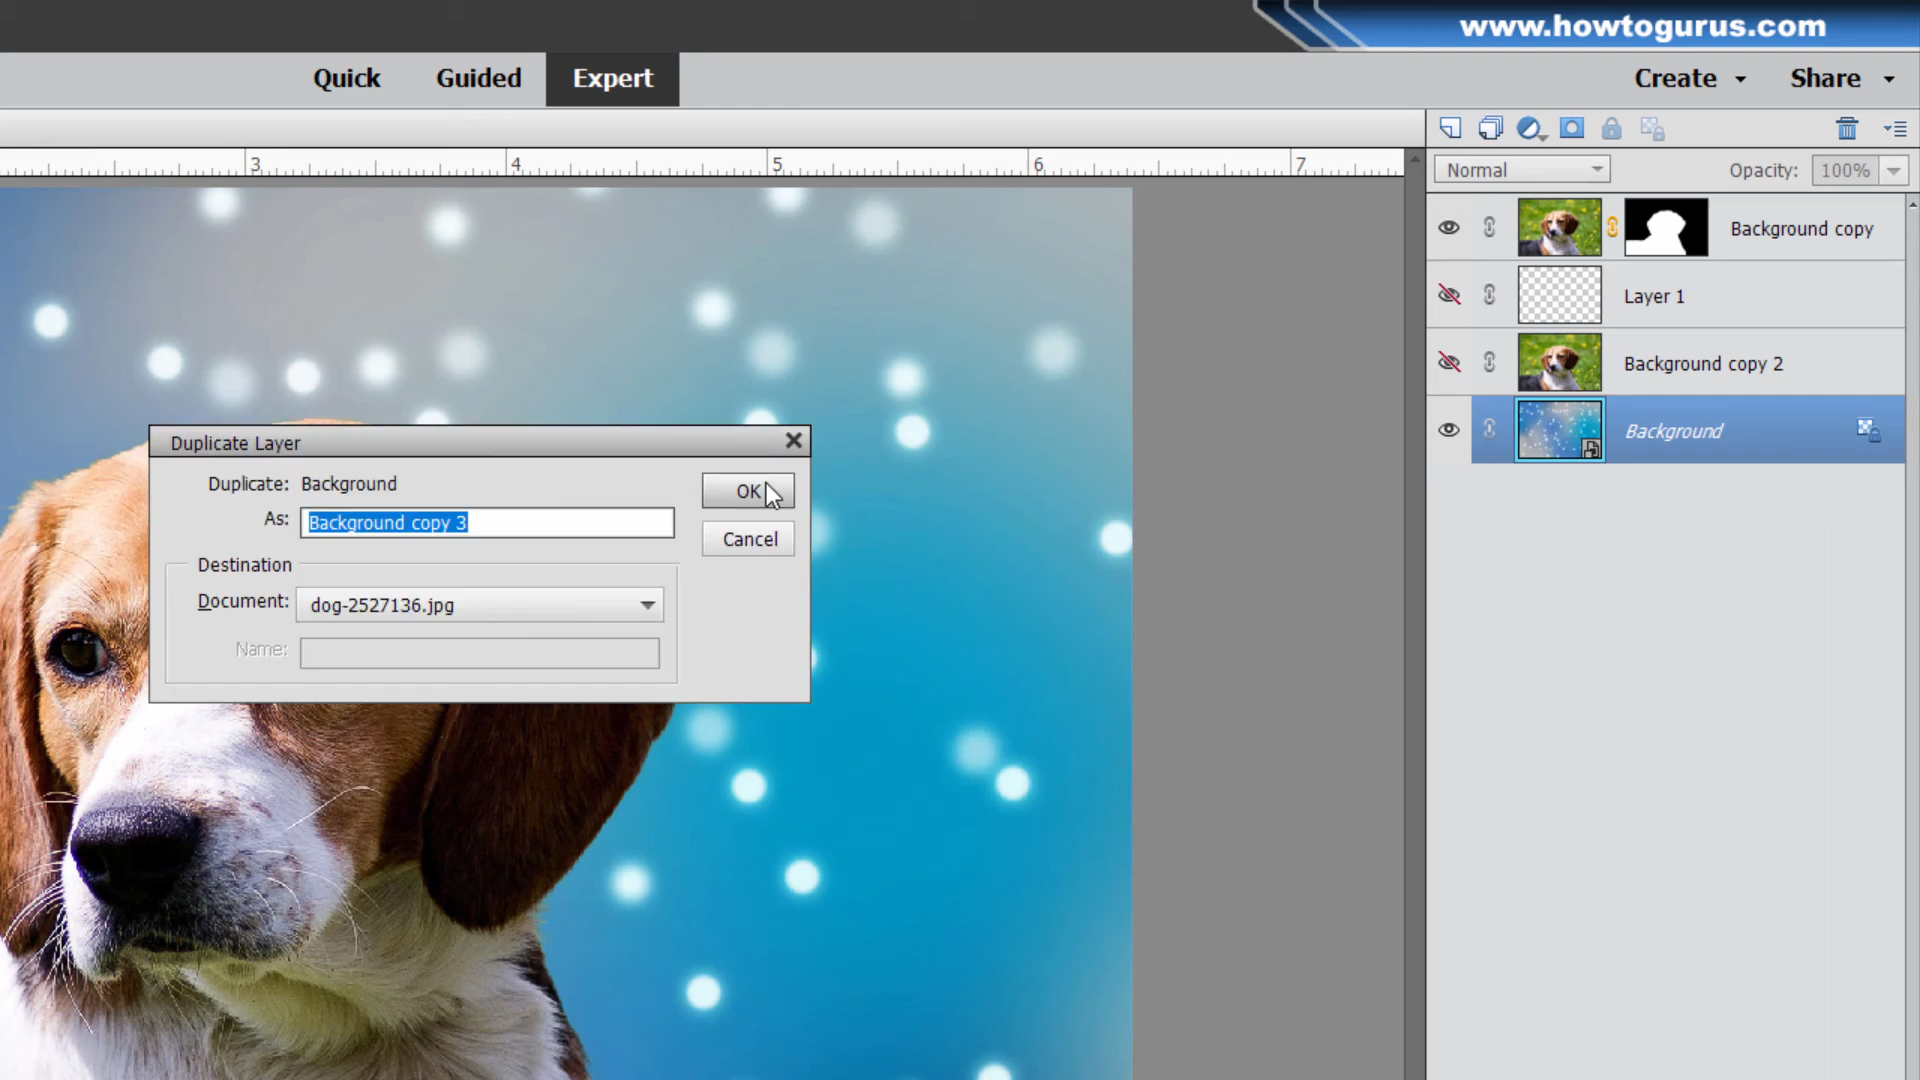 www.howtogurus.com
Quick Guided Expert Create Share
3 4 5 6 7
Normal Opacity: 100%
Background copy
Layer 1
Background copy 2
Background
Duplicate Layer
Duplicate: Background
OK
As: Background copy 3
Cancel
Destination
Document: dog-2527136.jpg
Name: